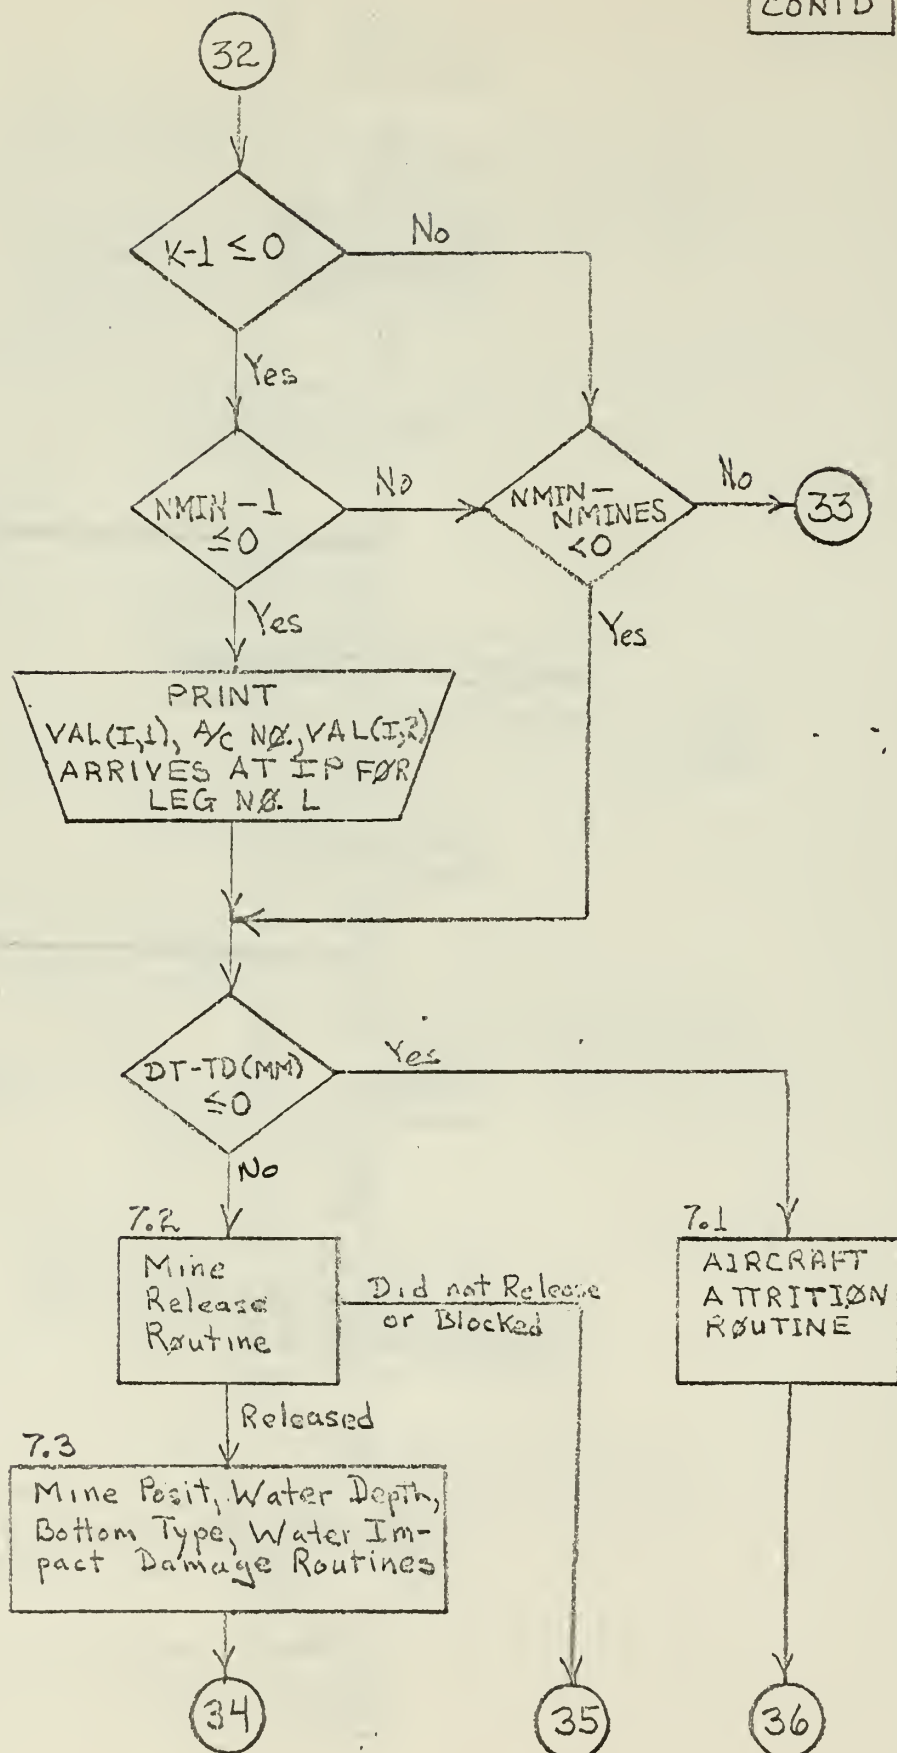 CONTD
32
K-1 ≤ 0
No
Yes
NMIN - 1
≤ 0
No
NMIN -
NMINES
< 0
No
33
Yes
Yes
PRINT
VAL(I,1), A/C NØ., VAL(I,2)
ARRIVES AT IP FØR
LEG NØ. L
DT-TD(MM)
≤ 0
Yes
No
7.2
Mine
Release
Røutine
Did not Release
or Blocked
7.1
AIRCRAFT
ATTRITIØN
RØUTINE
Released
7.3
Mine Posit, Water Depth,
Bottom Type, Water Im-
pact Damage Routines
34
35
36